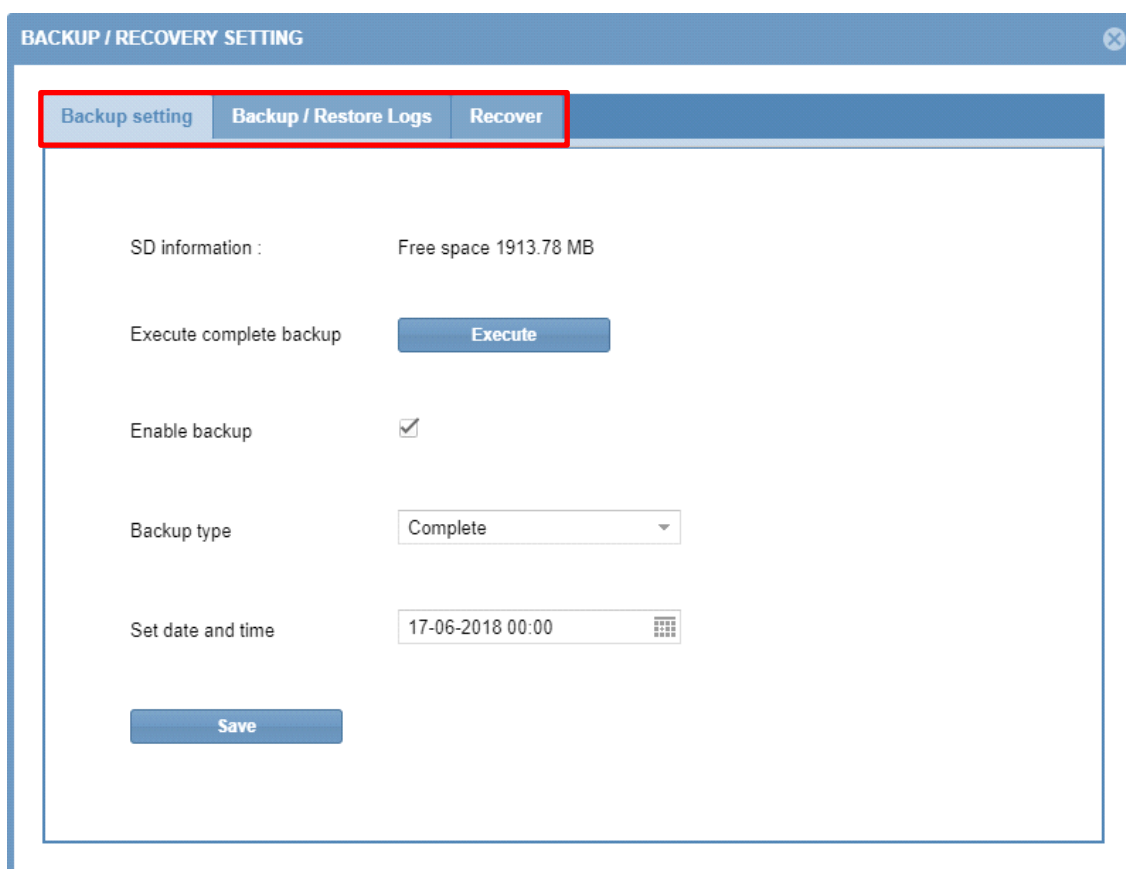 BACKUP / RECOVERY SETTING
Backup setting Backup / Restore Logs Recover
SD information : Free space 1913.78 MB
Execute complete backup Execute
Enable backup
Backup type Complete
Set date and time 17-06-2018 00:00
Save